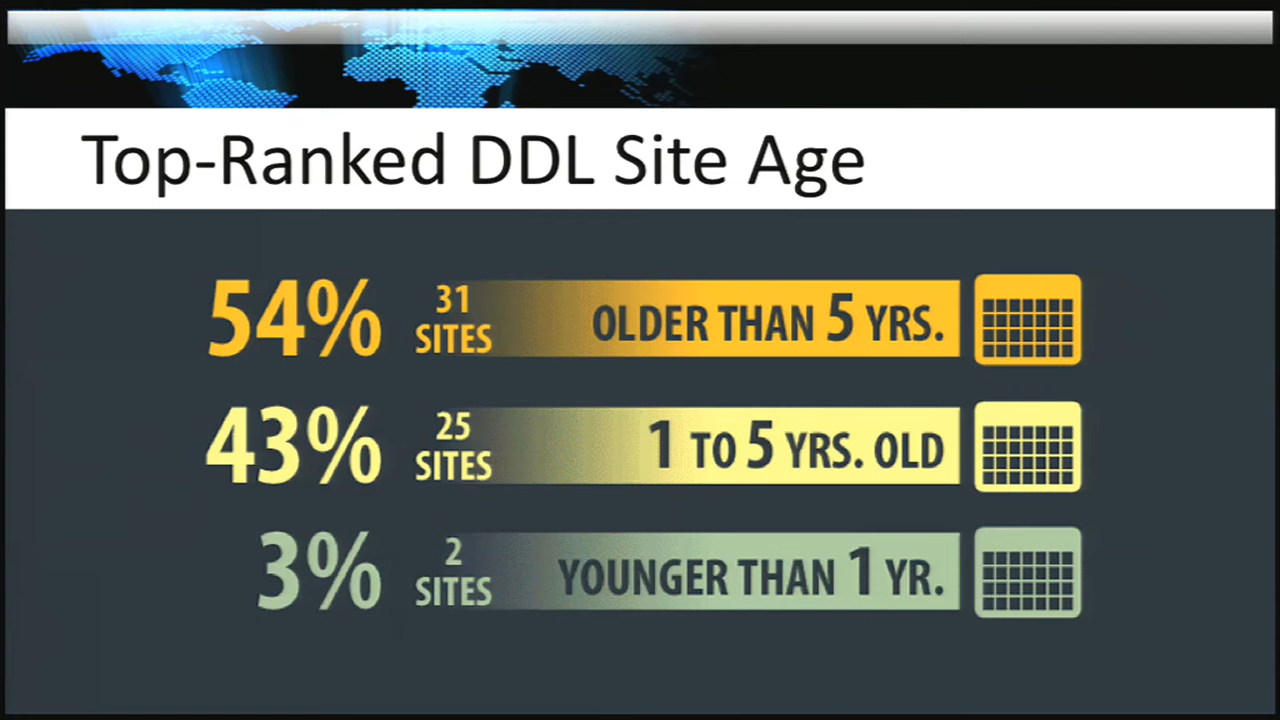 Top-Ranked DDL Site Age
54% 31 SITES OLDER THAN 5 YRS.
43% 25 SITES 1 TO 5 YRS. OLD
3% 2 SITES YOUNGER THAN 1 YR.